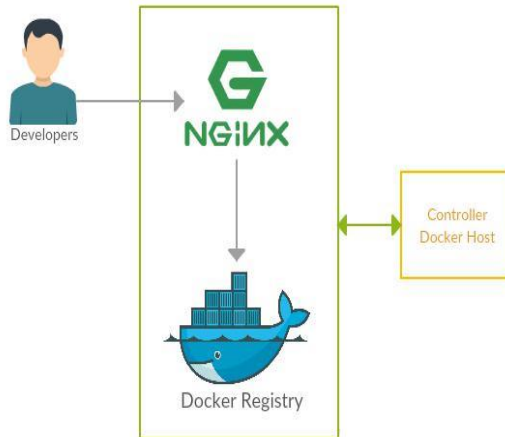 Developers
NGiNX
Controller
Docker Host
Docker Registry